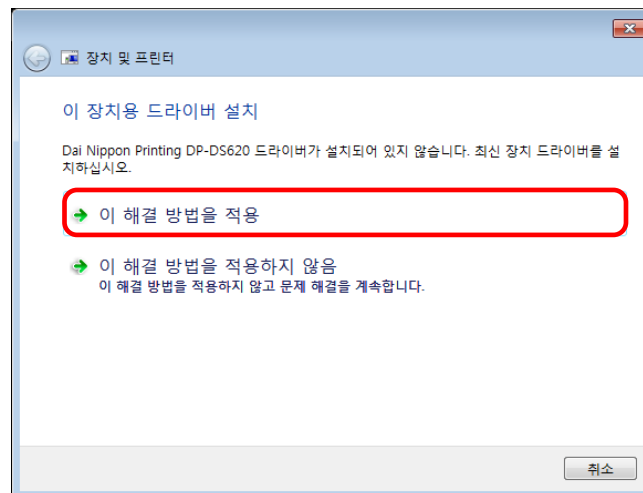 장치 및 프린터
이 장치용 드라이버 설치
Dai Nippon Printing DP-DS620 드라이버가 설치되어 있지 않습니다. 최신 장치 드라이버를 설
치하십시오.
이 해결 방법을 적용
이 해결 방법을 적용하지 않음
이 해결 방법을 적용하지 않고 문제 해결을 계속합니다.
취소